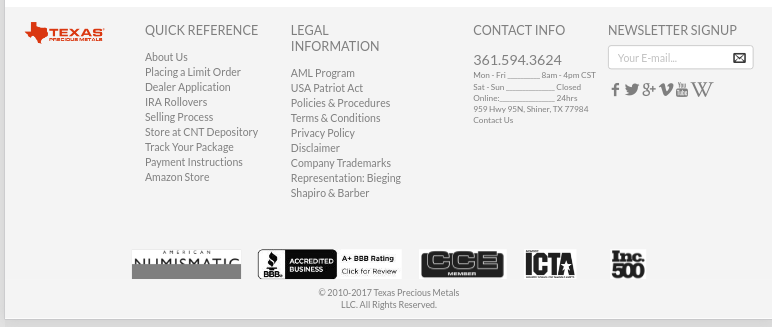 TEXAS
PRECIOUS METALS
QUICK REFERENCE
About Us
Placing a Limit Order
Dealer Application
IRA Rollovers
Selling Process
Store at CNT Depository
Track Your Package
Payment Instructions
Amazon Store
LEGAL
INFORMATION
AML Program
USA Patriot Act
Policies & Procedures
Terms & Conditions
Privacy Policy
Disclaimer
Company Trademarks
Representation: Bieging
Shapiro & Barber
CONTACT INFO
361.594.3624
Mon - Fri ________ 8am - 4pm CST
Sat - Sun ____________ Closed
Online:_____________ 24hrs
959 Hwy 95N, Shiner, TX 77984
Contact Us
NEWSLETTER SIGNUP
Your E-mail...
You Tube
W
AMERICAN
NUMISMATIC
BBB.
ACCREDITED
BUSINESS
A+ BBB Rating
Click for Review
CCE
MEMBER
ICTA
Inc.
500
© 2010-2017 Texas Precious Metals
LLC. All Rights Reserved.